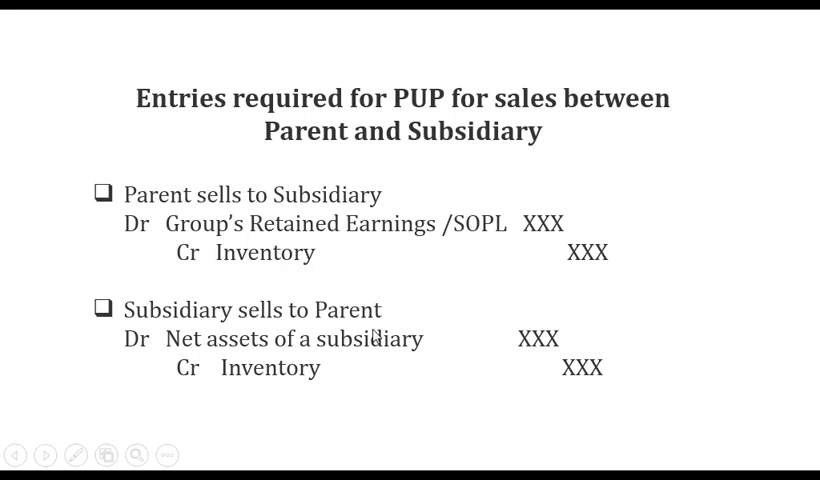 Entries required for PUP for sales between
Parent and Subsidiary
Parent sells to Subsidiary
Dr Group's Retained Earnings /SOPL XXX
Cr Inventory XXX
Subsidiary sells to Parent
Dr Net assets of a subsidiary XXX
Cr Inventory XXX